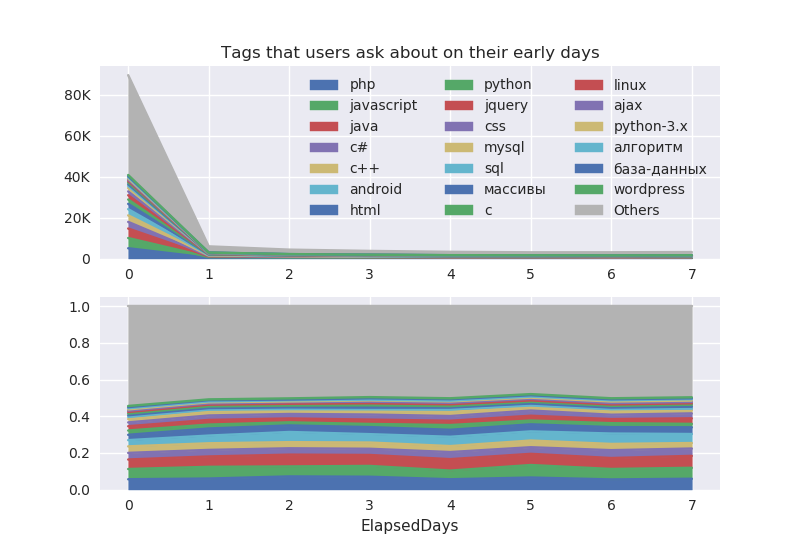 Tags that users ask about on their early days
80K
60K
40K
20K
0
php python linux
javascript jquery ajax
java css python-3.x
c# mysql алгоритм
c++ sql база-данных
android массивы wordpress
html c Others
0 1 2 3 4 5 6 7
1.0
0.8
0.6
0.4
0.2
0.0
0 1 2 3 4 5 6 7
ElapsedDays